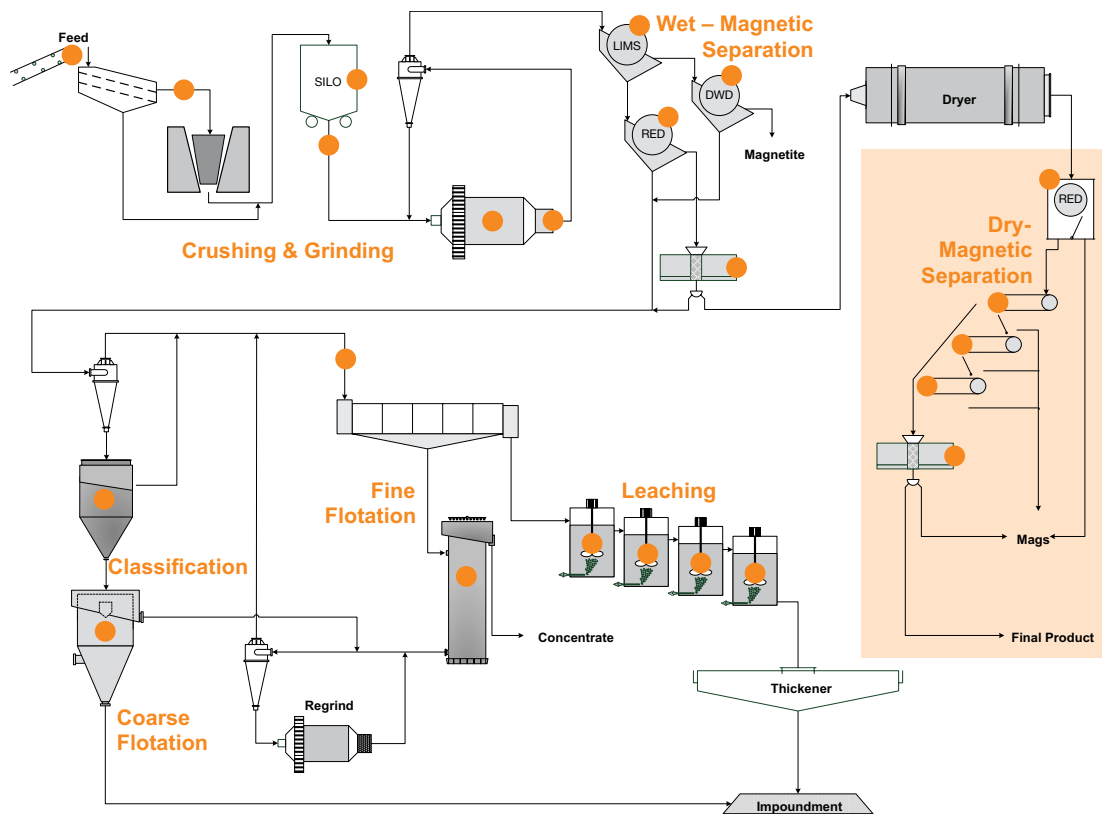 Feed
Wet – Magnetic
Separation
LIMS
SILO
DWD
Dryer
RED
Magnetite
RED
Crushing & Grinding
Dry-
Magnetic
Separation
Fine
Flotation
Leaching
Mags
Classification
Concentrate
Final Product
Thickener
Regrind
Coarse
Flotation
Impoundment